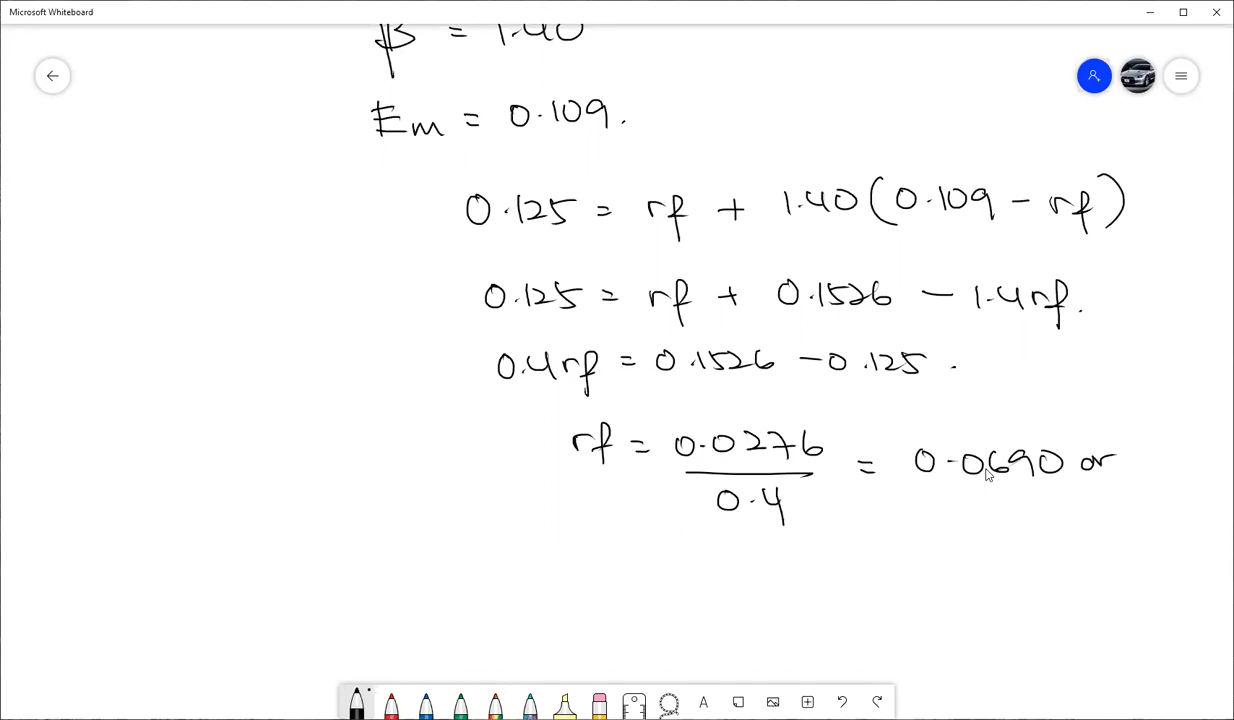 Microsoft Whiteboard
β = 1.40
Em = 0.109.
0.125 = rf + 1.40(0.109 - rf)
0.125 = rf + 0.1526 - 1.4rf.
0.4rf = 0.1526 - 0.125.
rf = 0.0276 / 0.4 = 0.0690 or
A